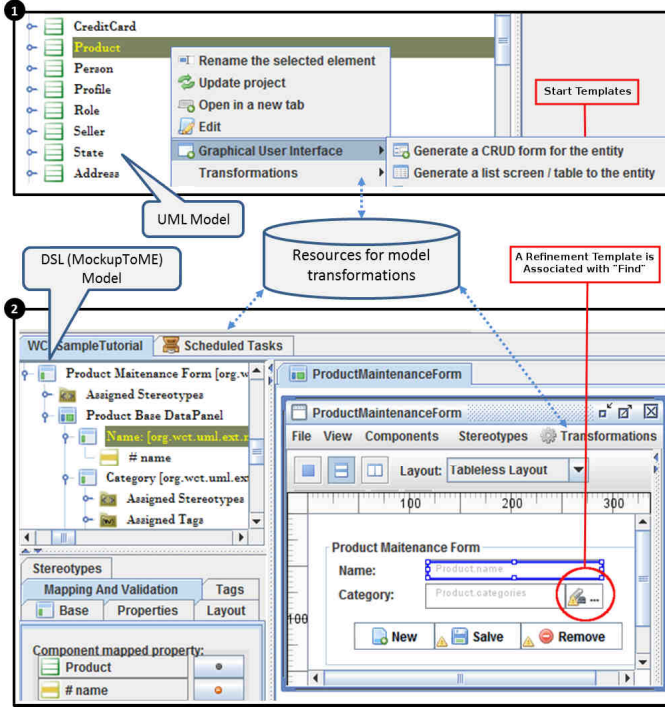 1
CreditCard
Product
Person
Profile
Role
Seller
State
Address
Rename the selected element
Update project
Open in a new tab
Edit
Graphical User Interface
Transformations
Start Templates
Generate a CRUD form for the entity
Generate a list screen / table to the entity
UML Model
DSL (MockupToME)
Model
Resources for model
transformations
A Refinement Template is
Associated with "Find"
2
SampleTutorial
Scheduled Tasks
Product Maitenance Form [org.w
Assigned Stereotypes
Product Base DataPanel
Name: [org.wct.uml.ext.r
# name
Category [org.wct.uml.ex
Assigned Stereotypes
Assigned Tags
Stereotypes
Mapping And Validation
Tags
Base
Properties
Layout
Component mapped property:
Product
# name
ProductMaintenanceForm
ProductMaintenanceForm
File View Components Stereotypes Transformations
Layout: Tableless Layout
100 200 300
100
Product Maitenance Form
Name:
Product.name
Category:
Product.categories
...
New
Salve
Remove